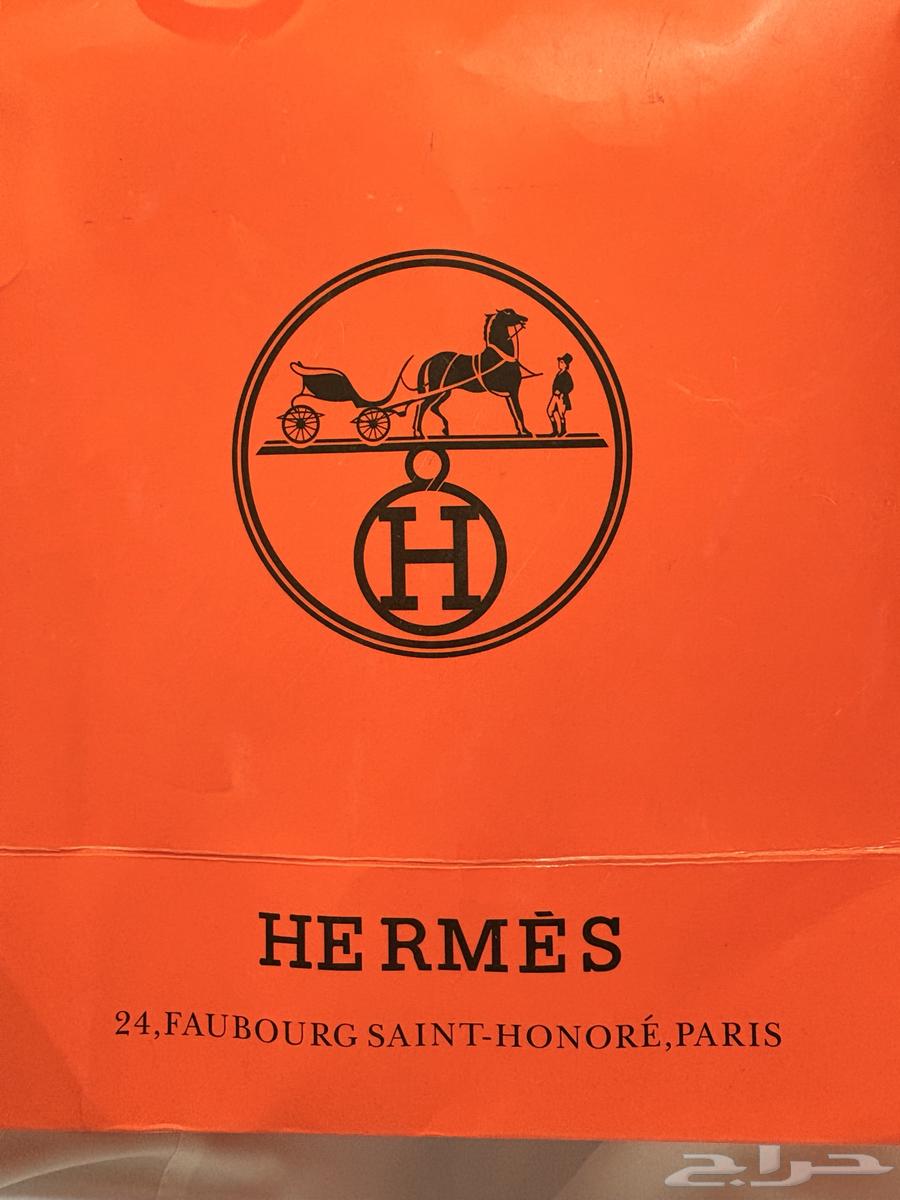 H
HERMÈS
24,FAUBOURG SAINT-HONORÉ,PARIS
حراج